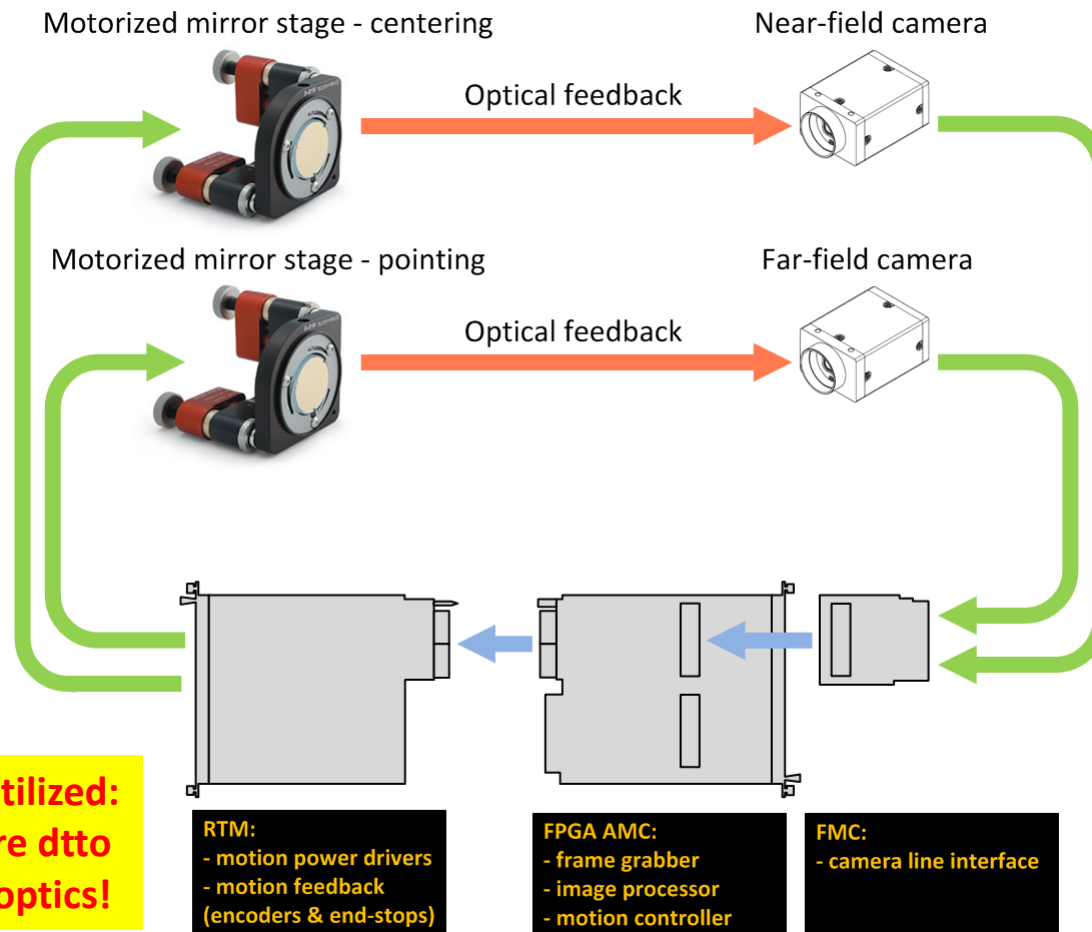 Motorized mirror stage - centering
Near-field camera
Optical feedback
Motorized mirror stage - pointing
Far-field camera
Optical feedback
tilized:
re dtto
optics!
RTM:
- motion power drivers
- motion feedback
(encoders & end-stops)
FPGA AMC:
- frame grabber
- image processor
- motion controller
FMC:
- camera line interface